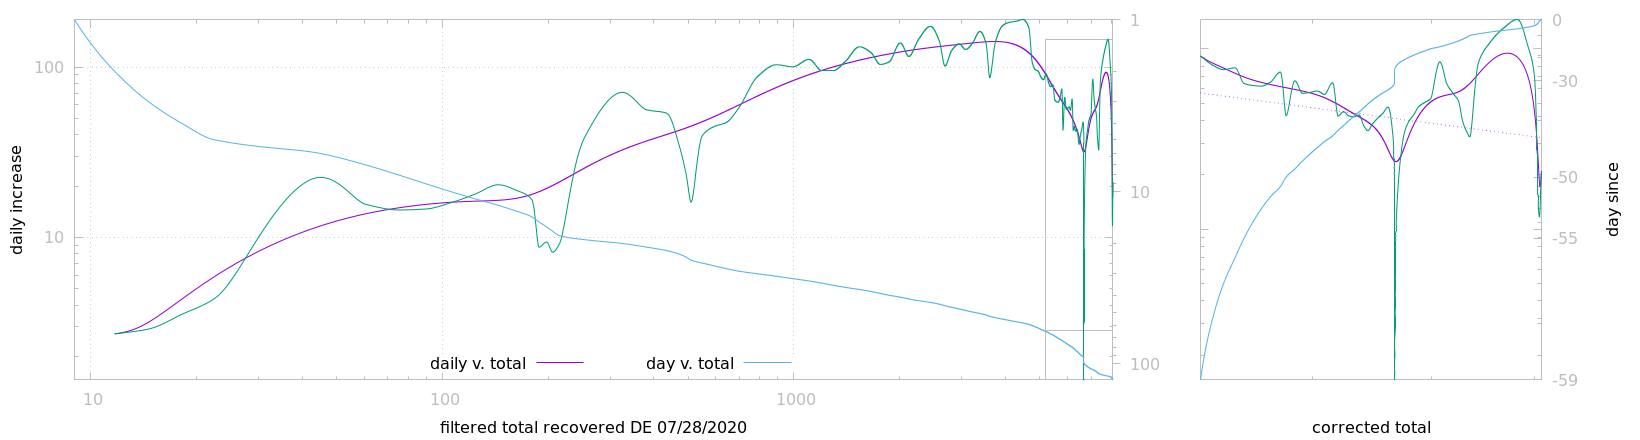 100
10
daily increase
10
100
1000
daily v. total
day v. total
filtered total recovered DE 07/28/2020
1
10
100
0
-30
-50
-55
-59
day since
corrected total